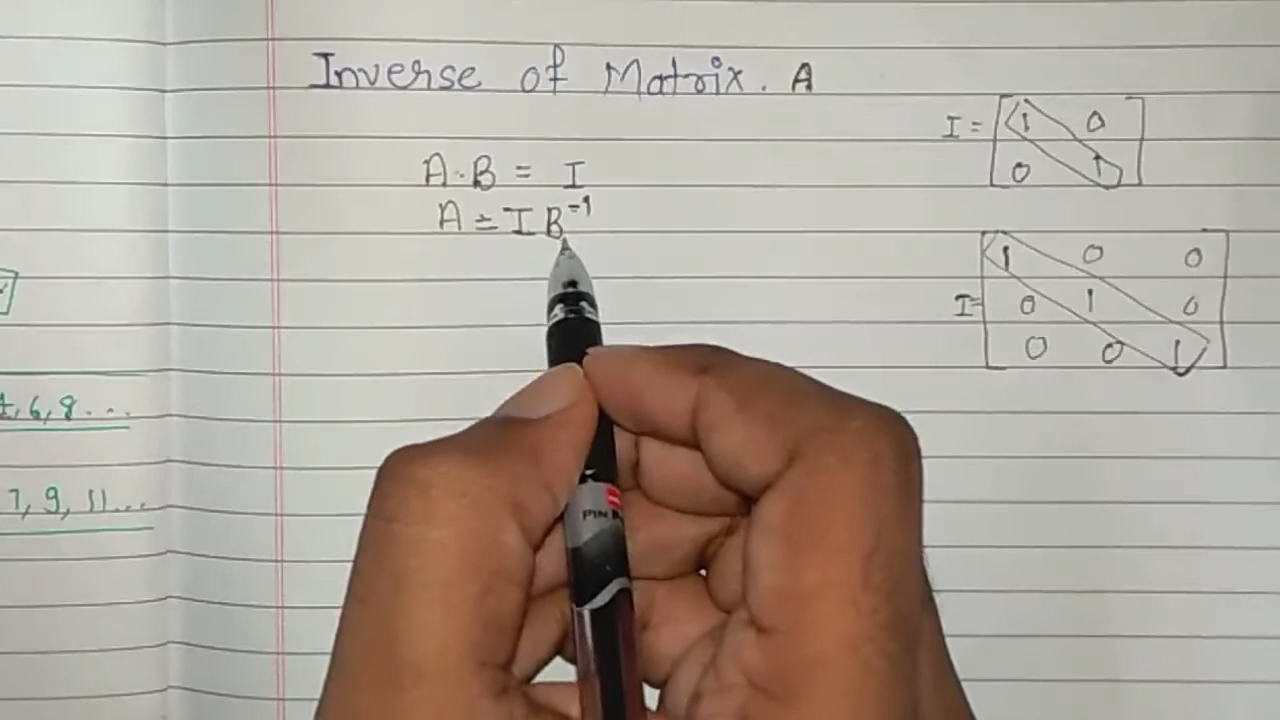 Inverse of Matrix. A
A·B = I
A = I B⁻¹
I = [1 0
0 1]
I = [1 0 0
0 1 0
0 0 1]
6, 8 ...
7, 9, 11...
PIN